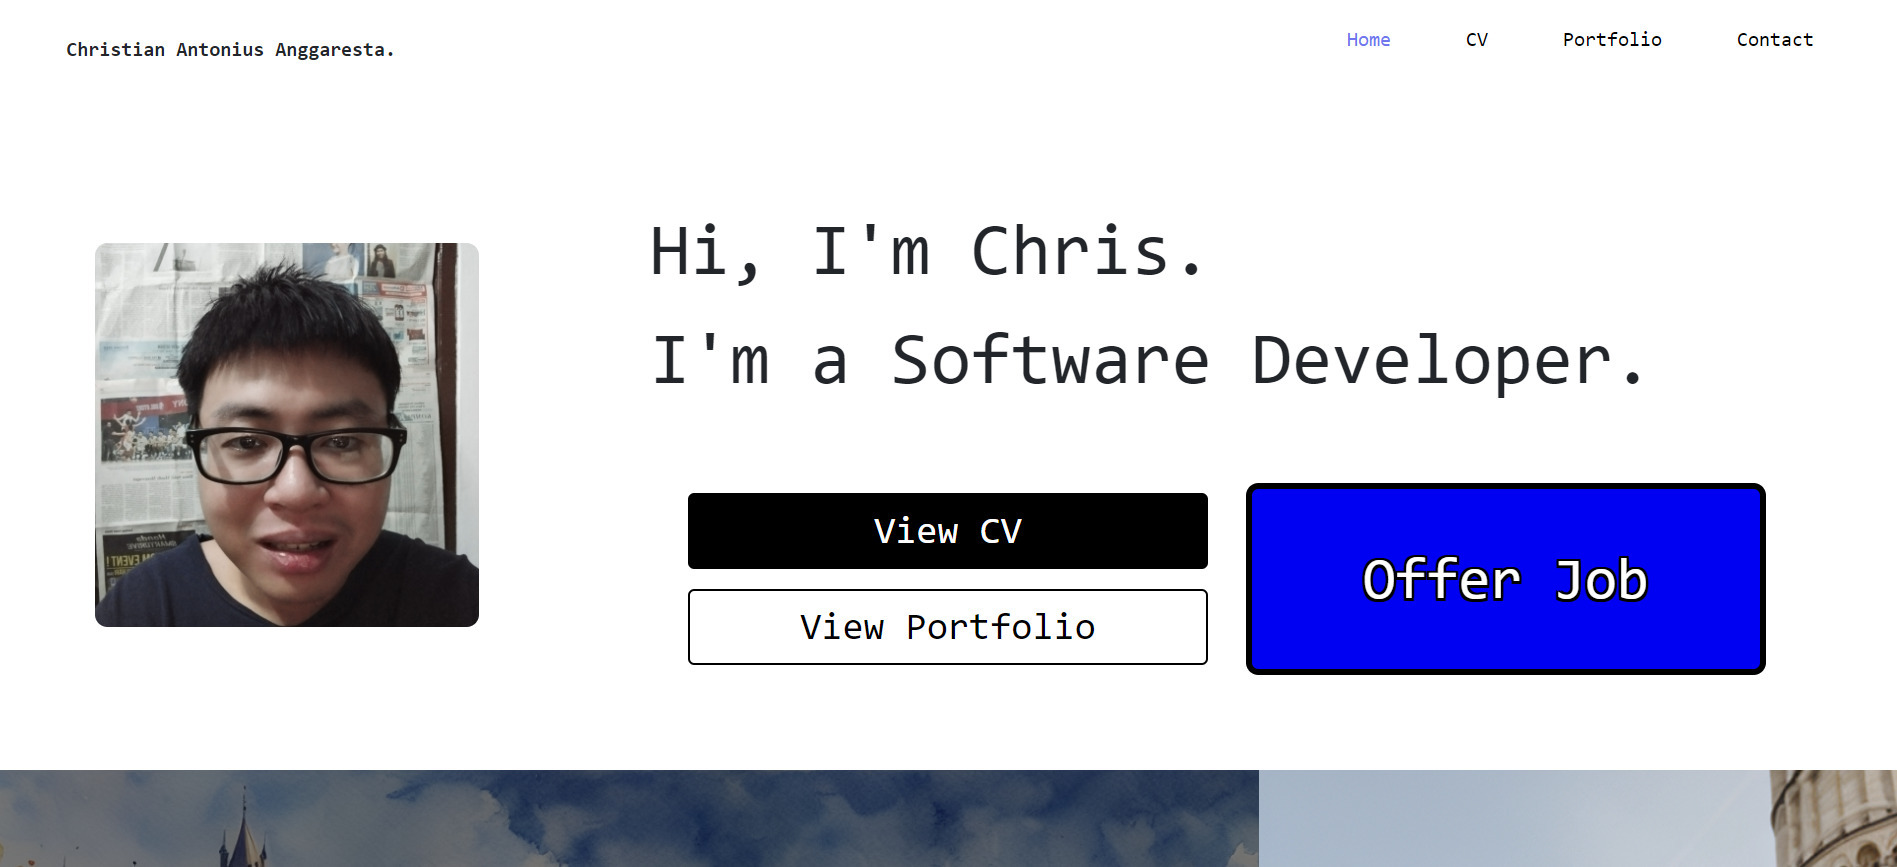 Christian Antonius Anggaresta.
Home CV Portfolio Contact
Hi, I'm Chris.
I'm a Software Developer.
View CV
View Portfolio
Offer Job